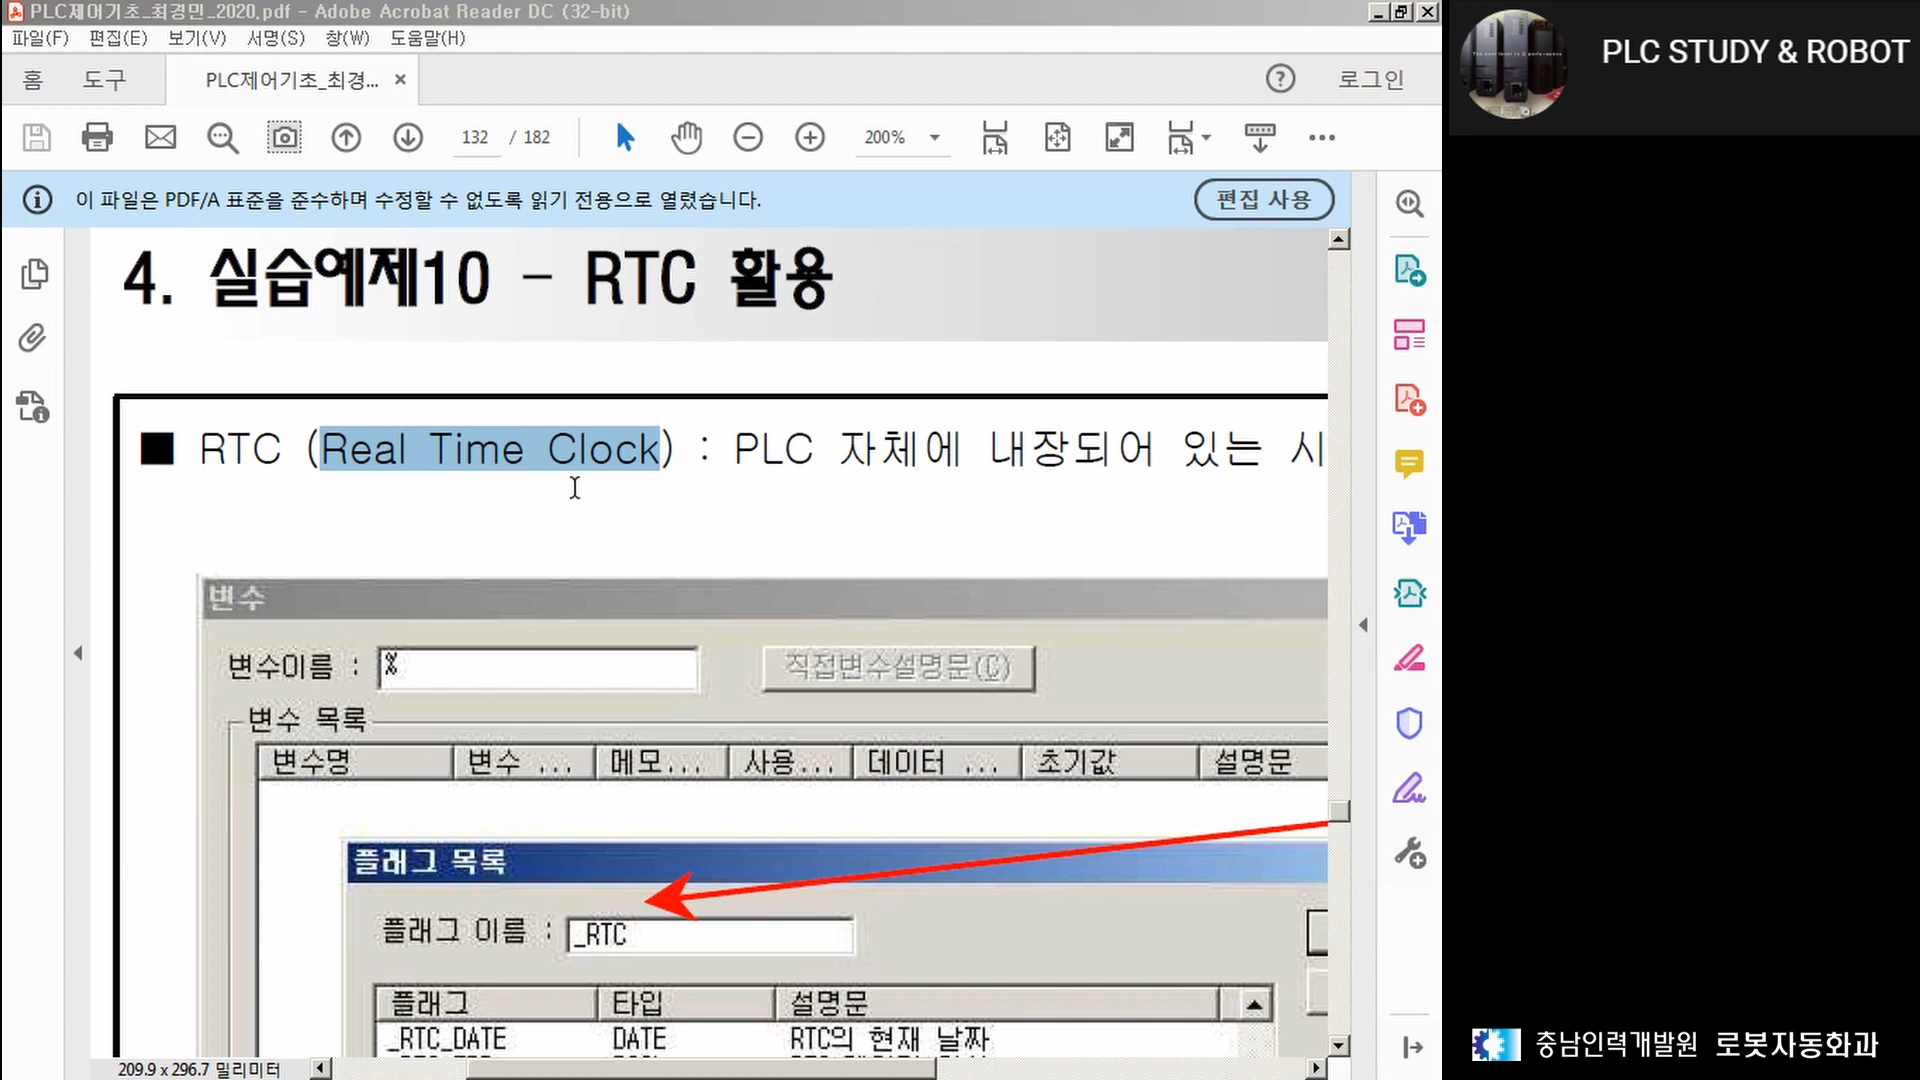 PLC제어기초_최경민_2020.pdf - Adobe Acrobat Reader DC (32-bit)
파일(F) 편집(E) 보기(V) 서명(S) 창(W) 도움말(H)
홈 도구 PLC제어기초_최경... × 로그인
132 / 182 200%
이 파일은 PDF/A 표준을 준수하며 수정할 수 없도록 읽기 전용으로 열렸습니다. 편집 사용
4. 실습예제10 - RTC 활용
■ RTC (Real Time Clock) : PLC 자체에 내장되어 있는 시
변수
변수이름 : % 직접변수설명문(C)
변수 목록
변수명 변수 ... 메모... 사용... 데이터 ... 초기값 설명문
플래그 목록
플래그 이름 : _RTC
플래그 타입 설명문
_RTC_DATE DATE RTC의 현재 날짜
209.9 x 296.7 밀리미터
PLC STUDY & ROBOT
충남인력개발원 로봇자동화과